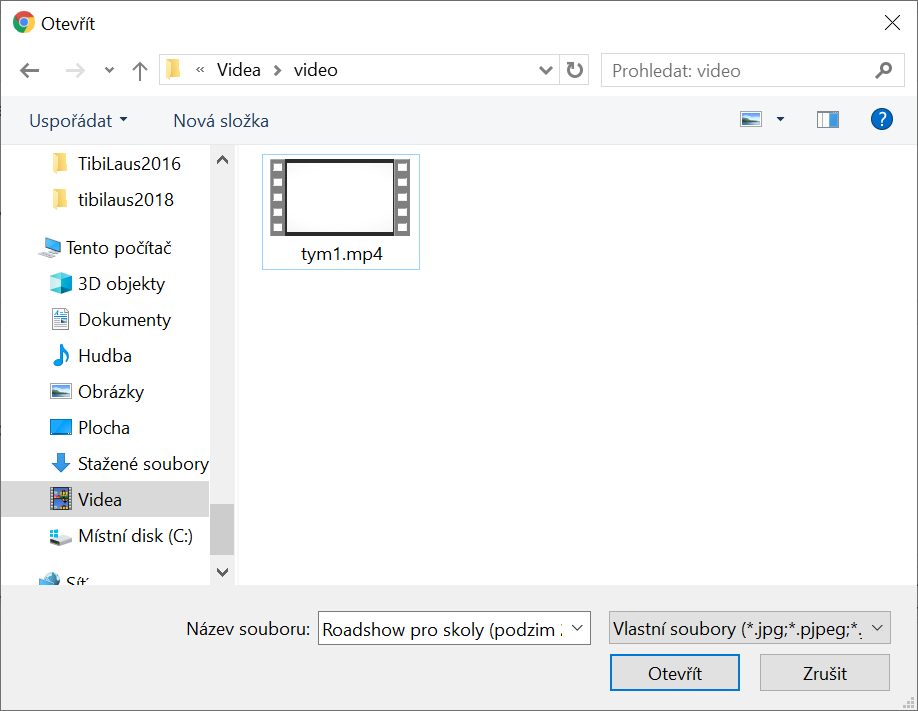 Otevřít
« Videa > video
Prohledat: video
Uspořádat
Nová složka
?
TibiLaus2016
tibilaus2018
Tento počítač
3D objekty
Dokumenty
Hudba
Obrázky
Plocha
Stažené soubory
Videa
Místní disk (C:)
Síť
tym1.mp4
Název souboru:
Roadshow pro skoly (podzim
Vlastní soubory (*.jpg;*.pjpeg;*.
Otevřít
Zrušit